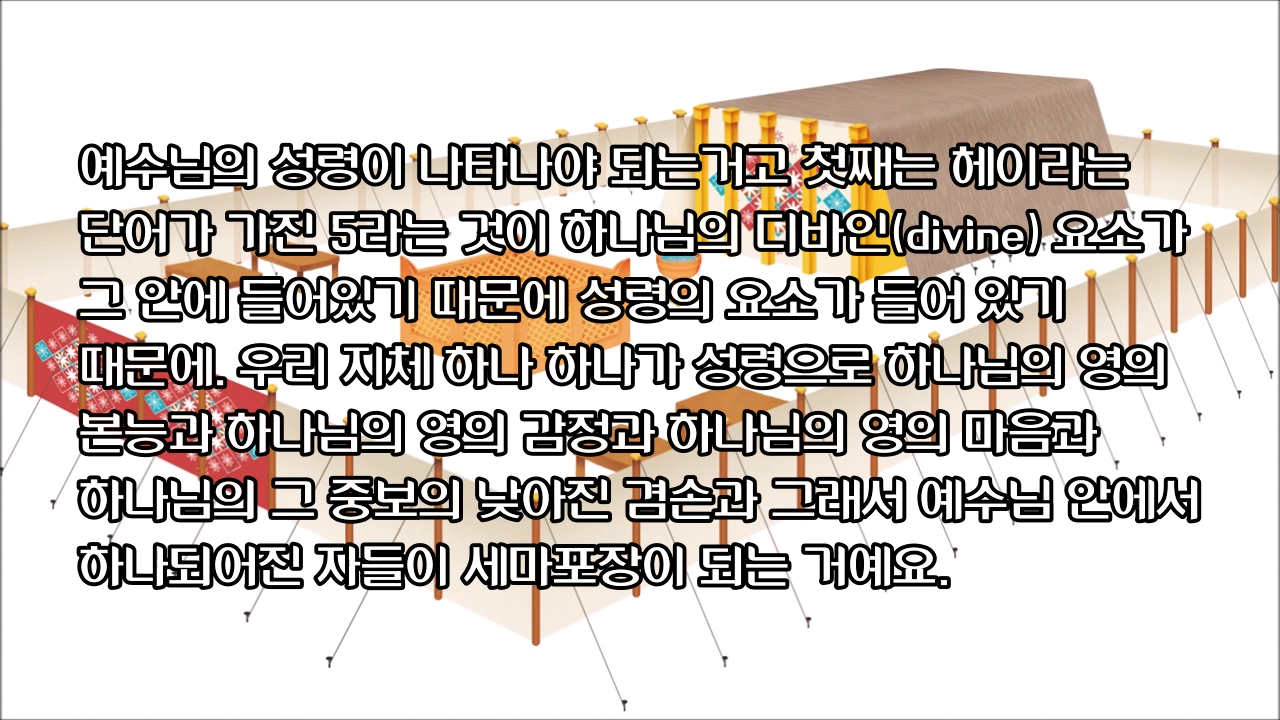 예수님의 성령이 나타나야 되는거고 첫째는 헤이라는
단어가 가진 5라는 것이 하나님의 디바인(divine) 요소가
그 안에 들어있기 때문에 성령의 요소가 들어 있기
때문에. 우리 지체 하나 하나가 성령으로 하나님의 영의
본능과 하나님의 영의 감정과 하나님의 영의 마음과
하나님의 그 중보의 낮아진 겸손과 그래서 예수님 안에서
하나되어진 자들이 세마포장이 되는 거예요.